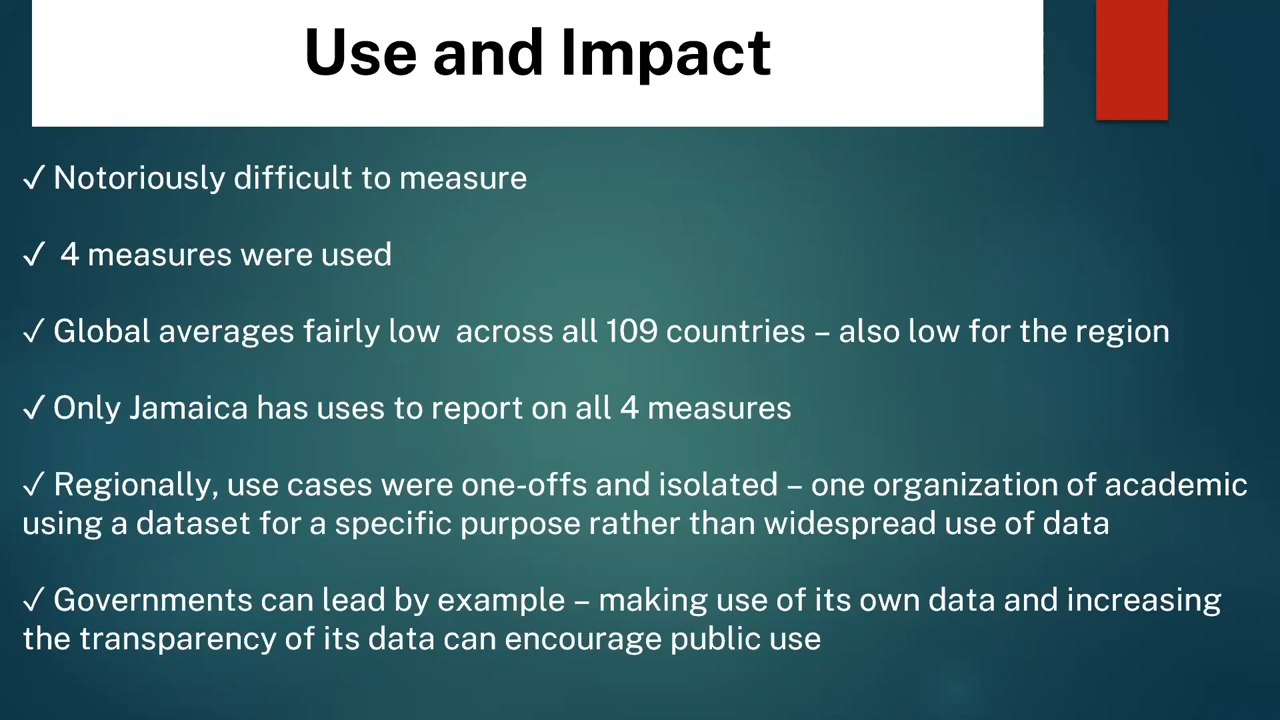 Use and Impact
✓ Notoriously difficult to measure
✓ 4 measures were used
✓ Global averages fairly low across all 109 countries – also low for the region
✓ Only Jamaica has uses to report on all 4 measures
✓ Regionally, use cases were one-offs and isolated – one organization of academic
using a dataset for a specific purpose rather than widespread use of data
✓ Governments can lead by example – making use of its own data and increasing
the transparency of its data can encourage public use